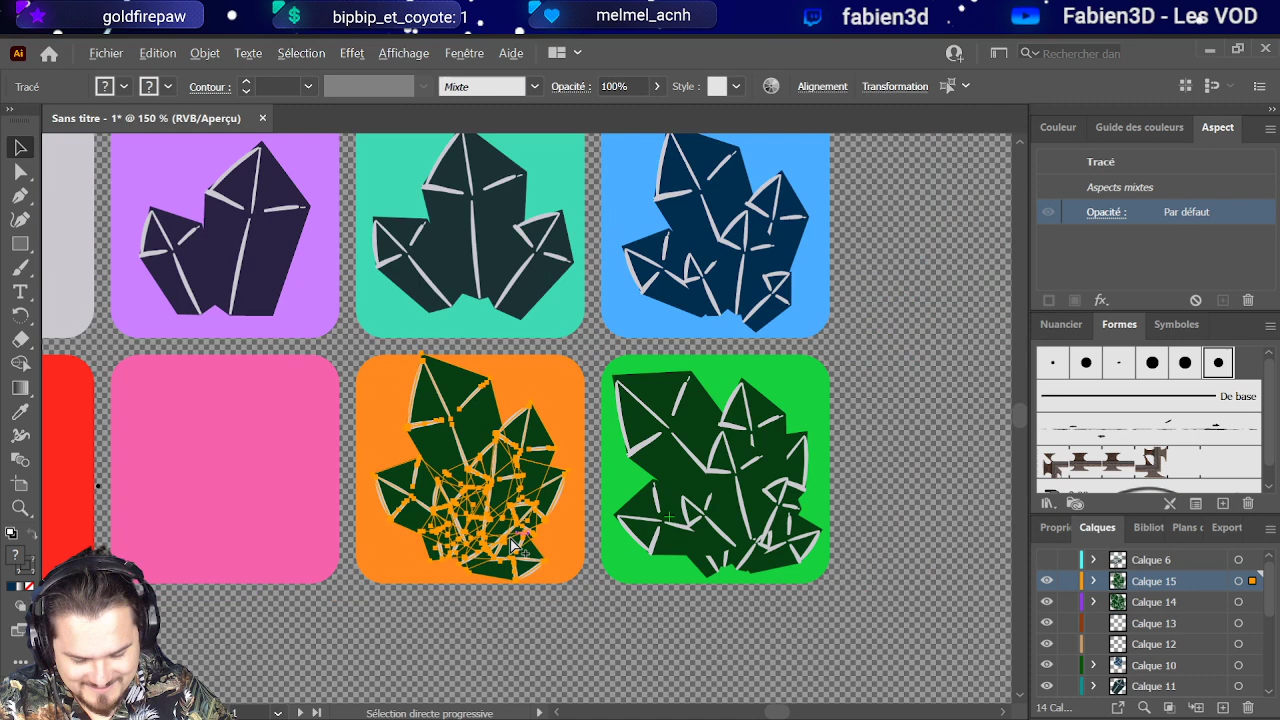 goldfirepaw
bipbip_et_coyote: 1
melmel_acnh
fabien3d
Fabien3D - Les VOD
Ai
Fichier
Edition
Objet
Texte
Sélection
Effet
Affichage
Fenêtre
Aide
Rechercher dan
Tracé
Contour :
Mixte
Opacité :
100%
Style :
Alignement
Transformation
Sans titre - 1* @ 150 % (RVB/Aperçu)
Couleur
Guide des couleurs
Aspect
Tracé
Aspects mixtes
Opacité :
Par défaut
Nuancier
Formes
Symboles
De base
Propri
Calques
Bibliot
Plans c
Export
Calque 6
Calque 15
Calque 14
Calque 13
Calque 12
Calque 10
Calque 11
14 Cal...
Sélection directe progressive